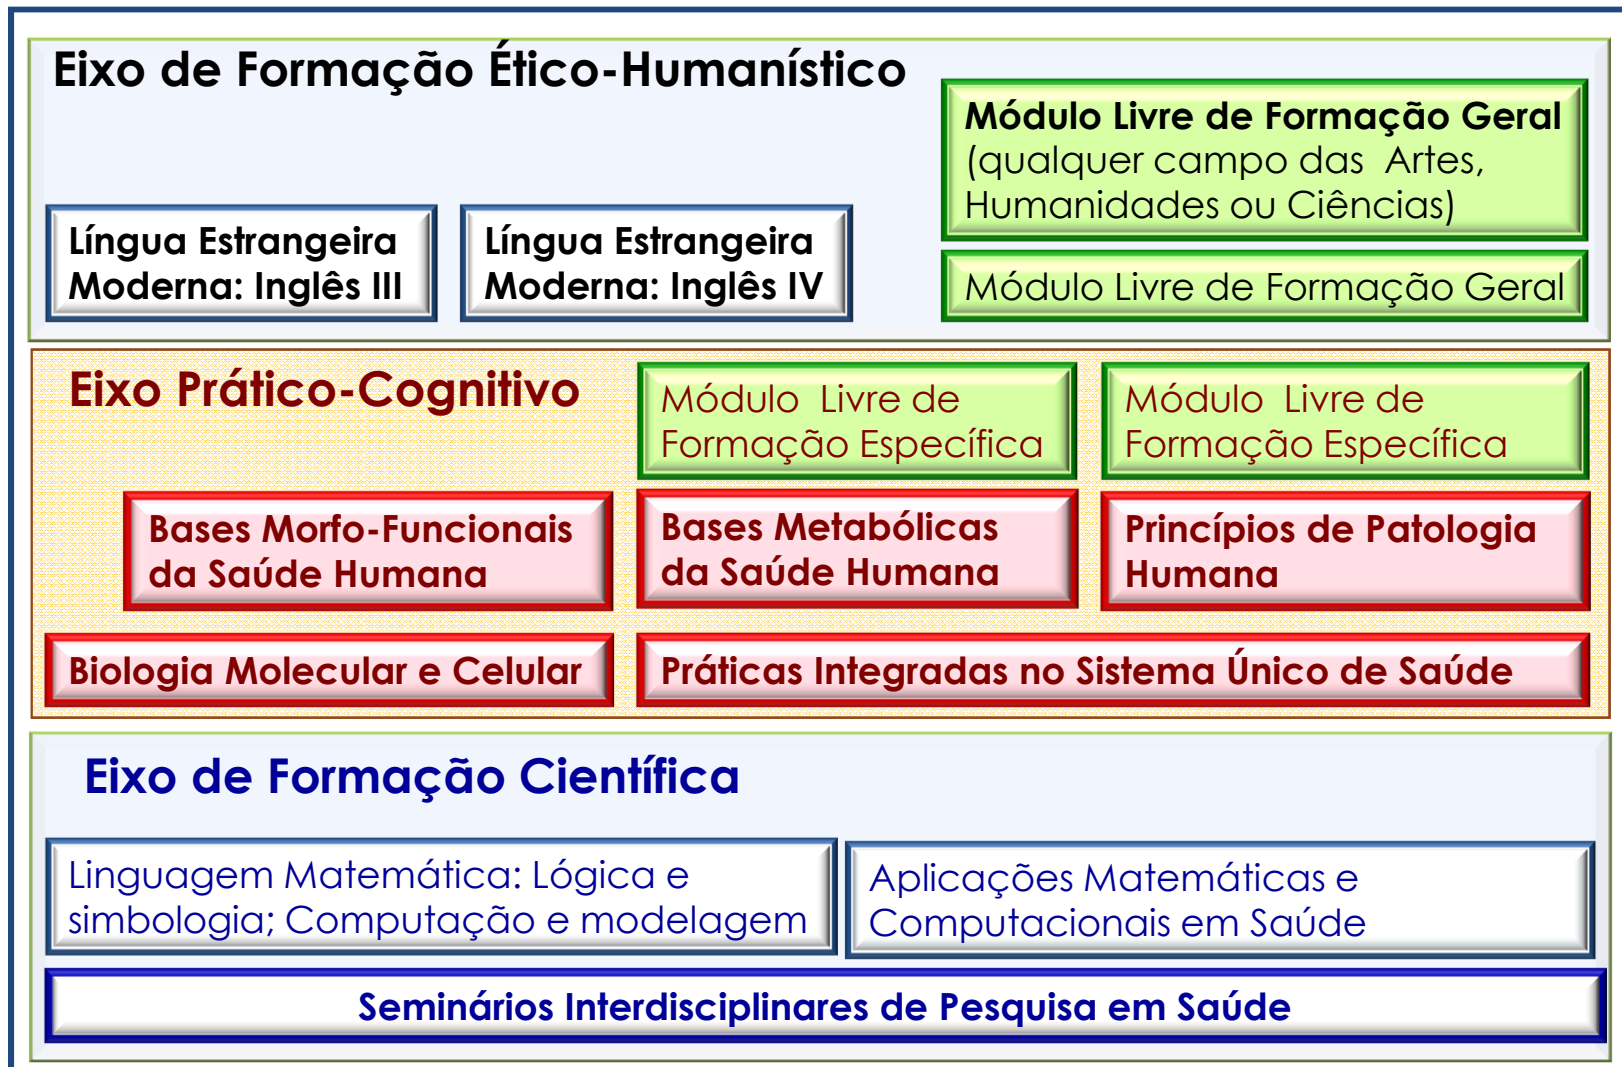 Eixo de Formação Ético-Humanístico
Módulo Livre de Formação Geral
(qualquer campo das Artes,
Humanidades ou Ciências)
Língua Estrangeira
Moderna: Inglês III
Língua Estrangeira
Moderna: Inglês IV
Módulo Livre de Formação Geral
Eixo Prático-Cognitivo
Módulo Livre de
Formação Específica
Módulo Livre de
Formação Específica
Bases Morfo-Funcionais
da Saúde Humana
Bases Metabólicas
da Saúde Humana
Princípios de Patologia
Humana
Biologia Molecular e Celular
Práticas Integradas no Sistema Único de Saúde
Eixo de Formação Científica
Linguagem Matemática: Lógica e
simbologia; Computação e modelagem
Aplicações Matemáticas e
Computacionais em Saúde
Seminários Interdisciplinares de Pesquisa em Saúde